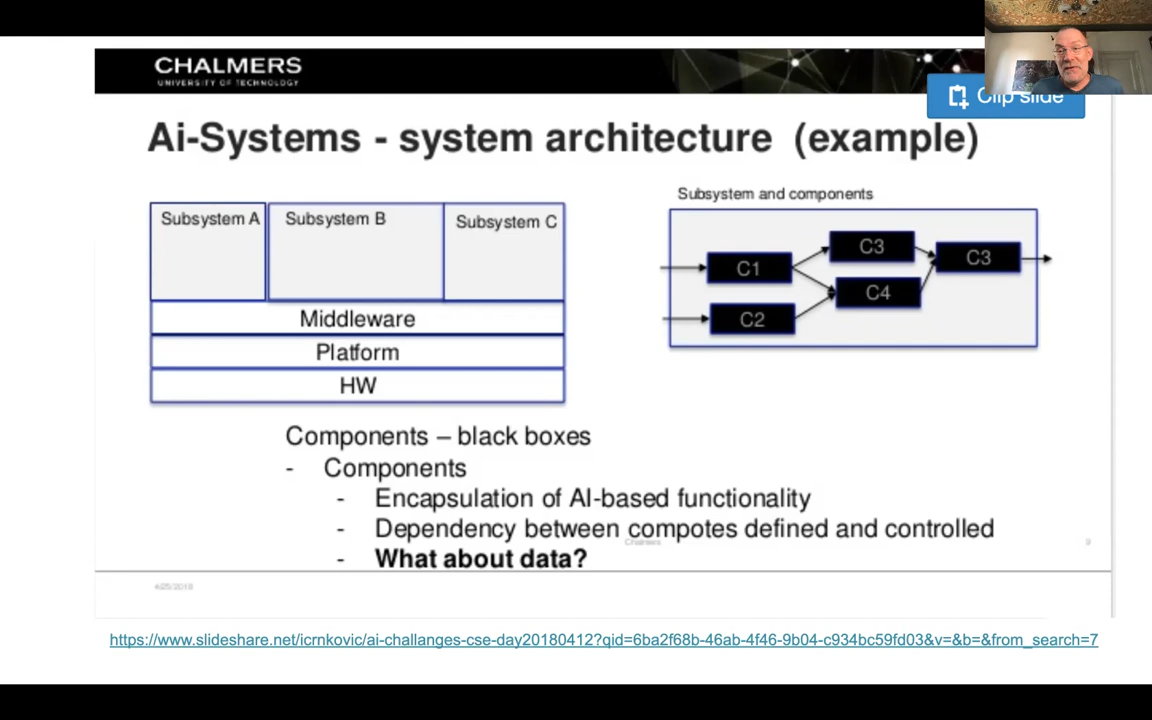 CHALMERS
UNIVERSITY OF TECHNOLOGY
Clip slide
Ai-Systems - system architecture (example)
Subsystem A
Subsystem B
Subsystem C
Middleware
Platform
HW
Subsystem and components
C1
C2
C3
C4
C3
Components – black boxes
- Components
- Encapsulation of AI-based functionality
- Dependency between compotes defined and controlled
- What about data?
Chalmers
4/25/2018
https://www.slideshare.net/icrnkovic/ai-challanges-cse-day20180412?qid=6ba2f68b-46ab-4f46-9b04-c934bc59fd03&v=&b=&from_search=7